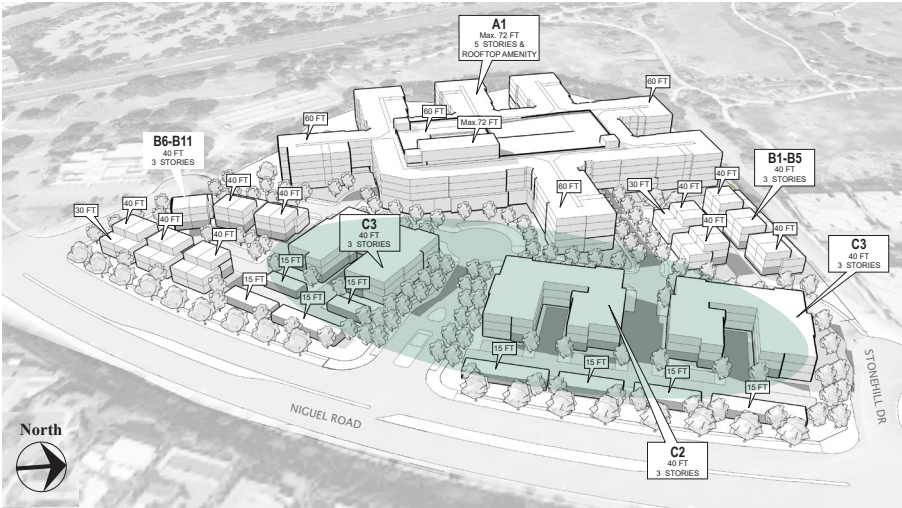 A1
Max. 72 FT
5 STORIES &
ROOFTOP AMENITY
60 FT
60 FT
60 FT
Max.72 FT
B6-B11
40 FT
3 STORIES
B1-B5
40 FT
3 STORIES
40 FT
40 FT
30 FT
40 FT
60 FT
40 FT
30 FT
40 FT
40 FT
40 FT
40 FT
40 FT
C3
40 FT
3 STORIES
C3
40 FT
3 STORIES
15 FT
15 FT
15 FT
15 FT
15 FT
15 FT
15 FT
15 FT
STONEHILL DR
NIGUEL ROAD
C2
40 FT
3 STORIES
North